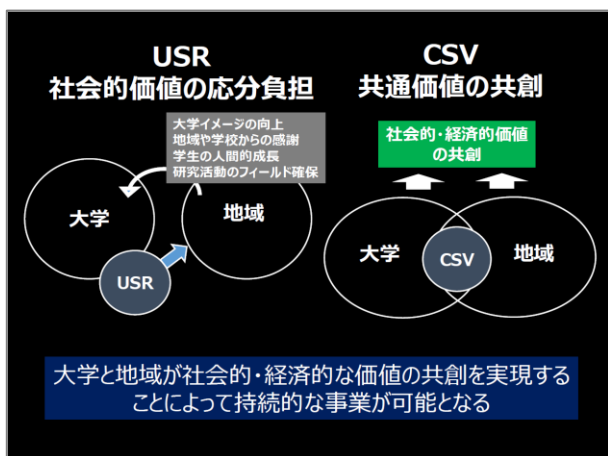 USR
社会的価値の応分負担
大学イメージの向上
地域や学校からの感謝
学生の人間的成長
研究活動のフィールド確保
大学
地域
USR
CSV
共通価値の共創
社会的・経済的価値
の共創
大学
CSV
地域
大学と地域が社会的・経済的な価値の共創を実現する
ことによって持続的な事業が可能となる